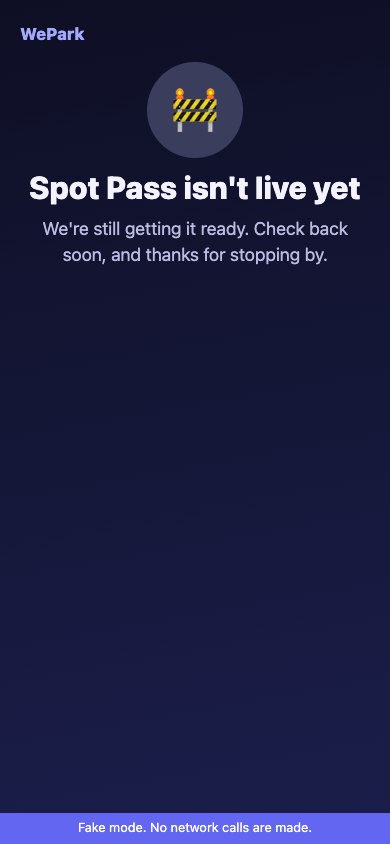 WePark
Spot Pass isn't live yet
We're still getting it ready. Check back
soon, and thanks for stopping by.
Fake mode. No network calls are made.